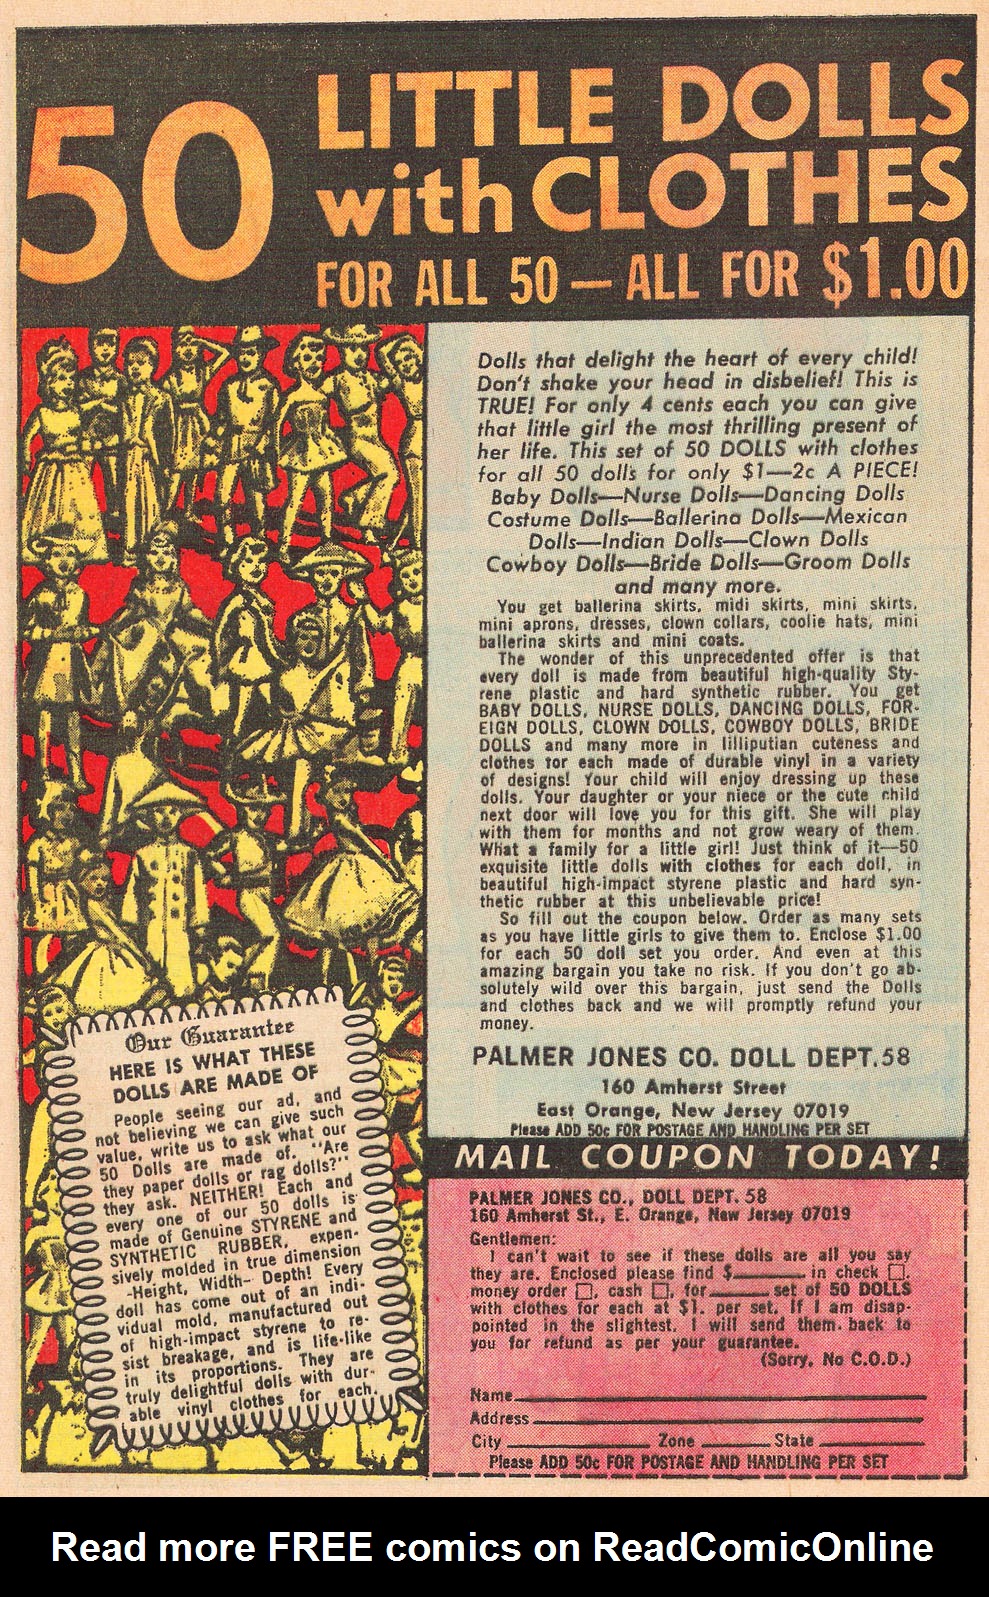 50
LITTLE DOLLS
with CLOTHES
FOR ALL 50 — ALL FOR $1.00
Dolls that delight the heart of every child!
Don't shake your head in disbelief! This is
TRUE! For only 4 cents each you can give
that little girl the most thrilling present of
her life. This set of 50 DOLLS with clothes
for all 50 dolls for only $1—2c A PIECE!
Baby Dolls—Nurse Dolls—Dancing Dolls
Costume Dolls—Ballerina Dolls—Mexican
Dolls—Indian Dolls—Clown Dolls
Cowboy Dolls—Bride Dolls—Groom Dolls
and many more.
You get ballerina skirts, midi skirts, mini skirts,
mini aprons, dresses, clown collars, coolie hats, mini
ballerina skirts and mini coats.
The wonder of this unprecedented offer is that
every doll is made from beautiful high-quality Sty-
rene plastic and hard synthetic rubber. You get
BABY DOLLS, NURSE DOLLS, DANCING DOLLS, FOR-
EIGN DOLLS, CLOWN DOLLS, COWBOY DOLLS, BRIDE
DOLLS and many more in lilliputian cuteness and
clothes for each made of durable vinyl in a variety
of designs! Your child will enjoy dressing up these
dolls. Your daughter or your niece or the cute child
next door will love you for this gift. She will play
with them for months and not grow weary of them.
What a family for a little girl! Just think of it—50
exquisite little dolls with clothes for each doll, in
beautiful high-impact styrene plastic and hard syn-
thetic rubber at this unbelievable price!
So fill out the coupon below. Order as many sets
as you have little girls to give them to. Enclose $1.00
for each 50 doll set you order. And even at this
amazing bargain you take no risk. If you don't go ab-
solutely wild over this bargain, just send the Dolls
and clothes back and we will promptly refund your
money.
PALMER JONES CO. DOLL DEPT. 58
160 Amherst Street
East Orange, New Jersey 07019
Please ADD 50c FOR POSTAGE AND HANDLING PER SET
Our Guarantee
HERE IS WHAT THESE
DOLLS ARE MADE OF
People seeing our ad, and
not believing we can give such
value, write us to ask what our
50 Dolls are made of. "Are
they paper dolls or rag dolls?"
they ask. NEITHER! Each and
every one of our 50 dolls is
made of Genuine STYRENE and
SYNTHETIC RUBBER, expen-
sively molded in true dimension
-Height, Width- Depth! Every
doll has come out of an indi-
vidual mold, manufactured out
of high-impact styrene to re-
sist breakage, and is life-like
in its proportions. They are
truly delightful dolls with dur-
able vinyl clothes for each.
MAIL COUPON TODAY!
PALMER JONES CO., DOLL DEPT. 58
160 Amherst St., E. Orange, New Jersey 07019
Gentlemen:
I can't wait to see if these dolls are all you say
they are. Enclosed please find $ in check □,
money order □, cash □, for set of 50 DOLLS
with clothes for each at $1. per set. If I am disap-
pointed in the slightest, I will send them back to
you for refund as per your guarantee.
(Sorry, No C.O.D.)
Name
Address
City Zone State
Please ADD 50c FOR POSTAGE AND HANDLING PER SET
Read more FREE comics on ReadComicOnline